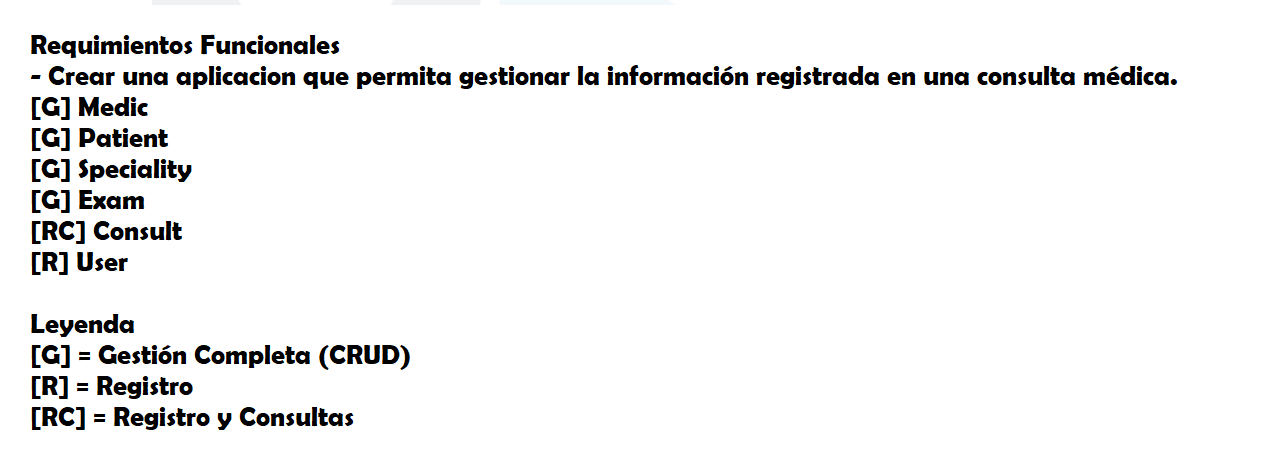 Requimientos Funcionales
- Crear una aplicacion que permita gestionar la información registrada en una consulta médica.
[G] Medic
[G] Patient
[G] Speciality
[G] Exam
[RC] Consult
[R] User
Leyenda
[G] = Gestión Completa (CRUD)
[R] = Registro
[RC] = Registro y Consultas